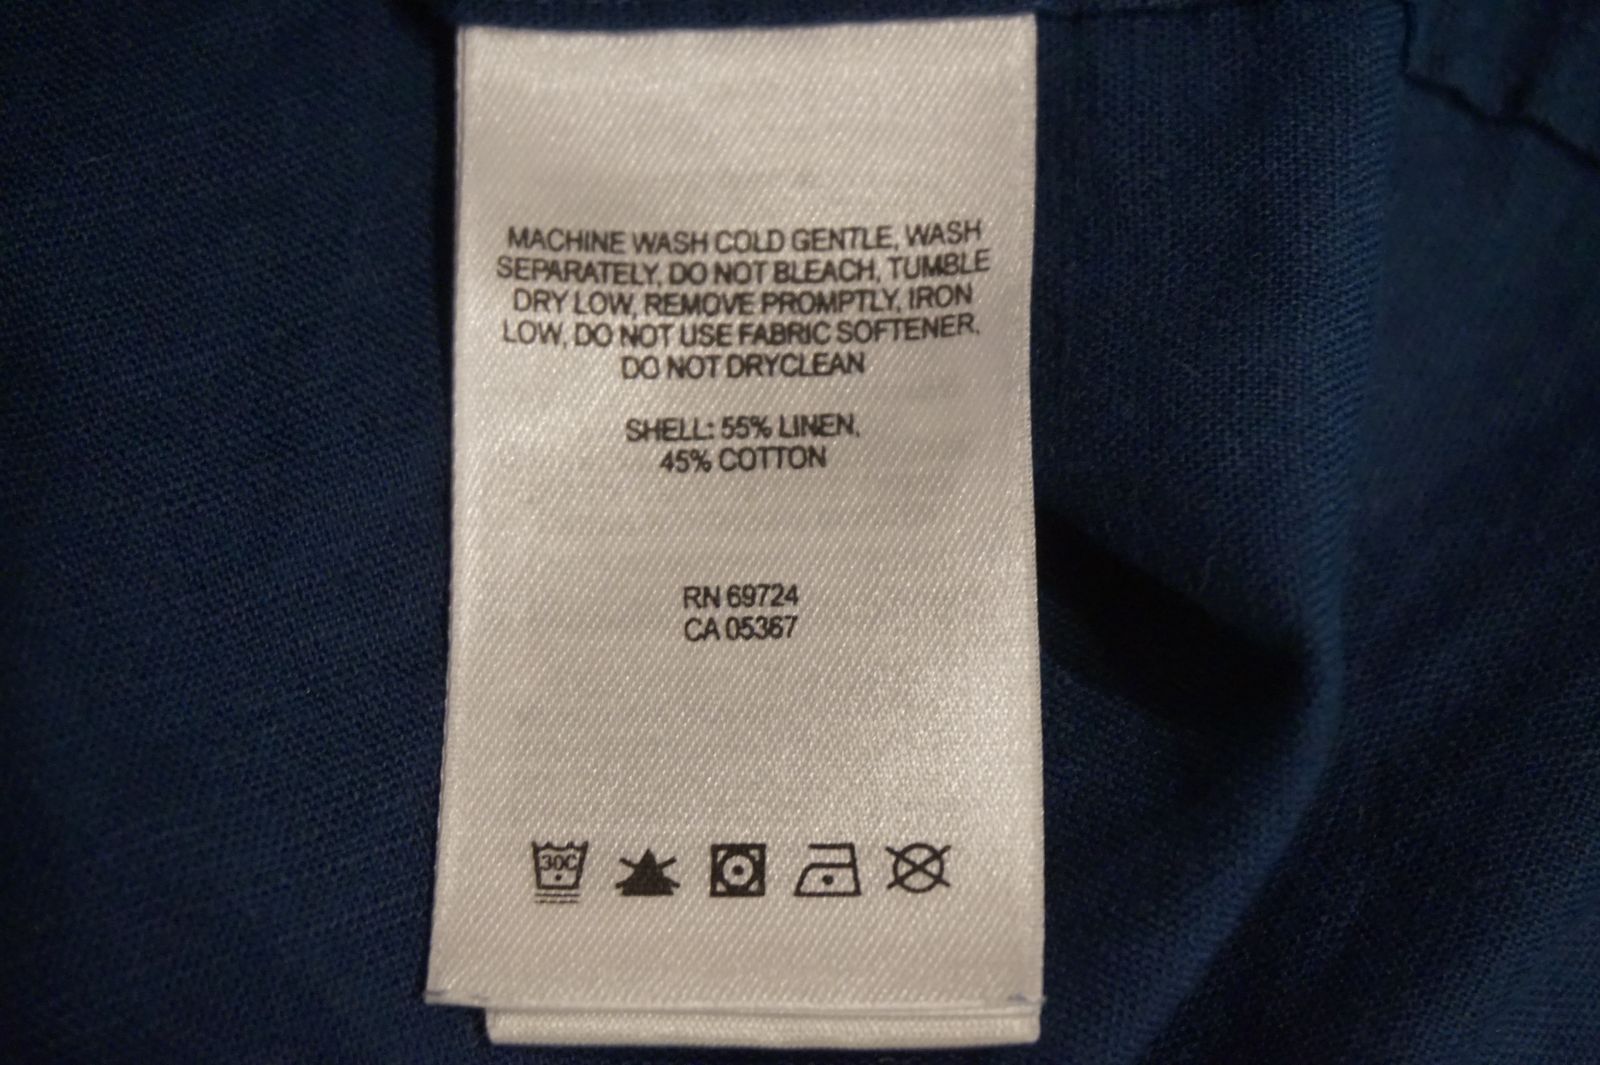 MACHINE WASH COLD GENTLE, WASH
SEPARATELY, DO NOT BLEACH, TUMBLE
DRY LOW, REMOVE PROMPTLY, IRON
LOW, DO NOT USE FABRIC SOFTENER,
DO NOT DRYCLEAN
SHELL: 55% LINEN,
45% COTTON
RN 69724
CA 05367
30C